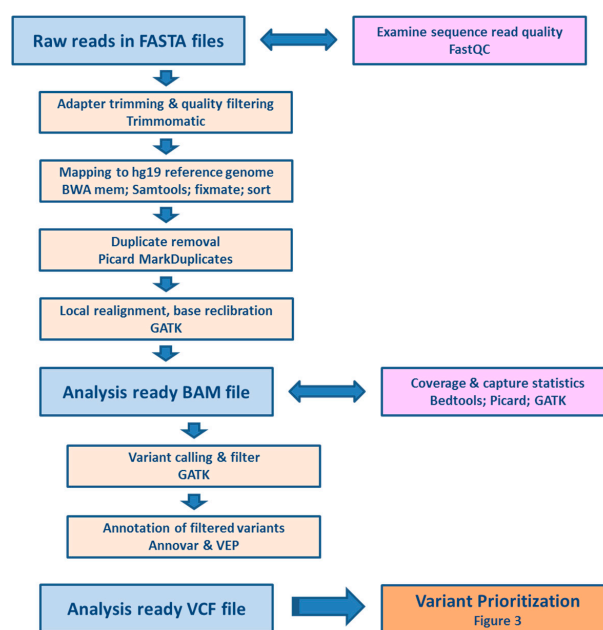 Raw reads in FASTA files
Examine sequence read quality
FastQC
Adapter trimming & quality filtering
Trimmomatic
Mapping to hg19 reference genome
BWA mem; Samtools; fixmate; sort
Duplicate removal
Picard MarkDuplicates
Local realignment, base reclibration
GATK
Analysis ready BAM file
Coverage & capture statistics
Bedtools; Picard; GATK
Variant calling & filter
GATK
Annotation of filtered variants
Annovar & VEP
Analysis ready VCF file
Variant Prioritization
Figure 3